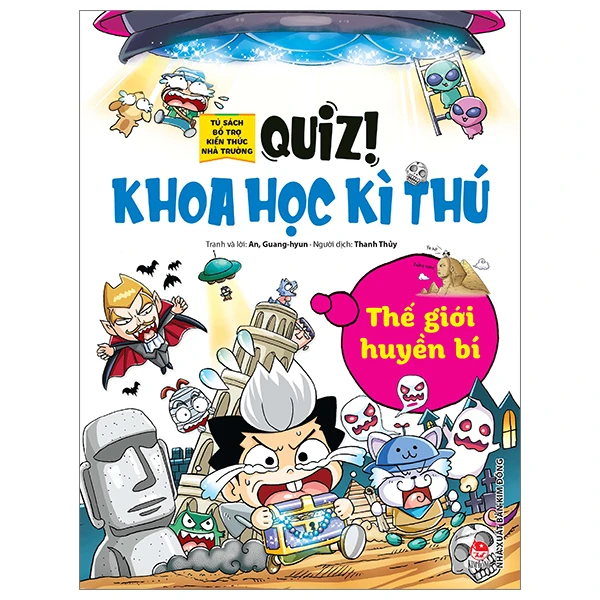 TỦ SÁCH
BỔ TRỢ
KIẾN THỨC
NHÀ TRƯỜNG
QUIZ!
KHOA HỌC KÌ THÚ
Tranh và lời: An, Guang-hyun · Người dịch: Thanh Thủy
Thế giới
huyền bí
NHÀ XUẤT BẢN KIM ĐỒNG